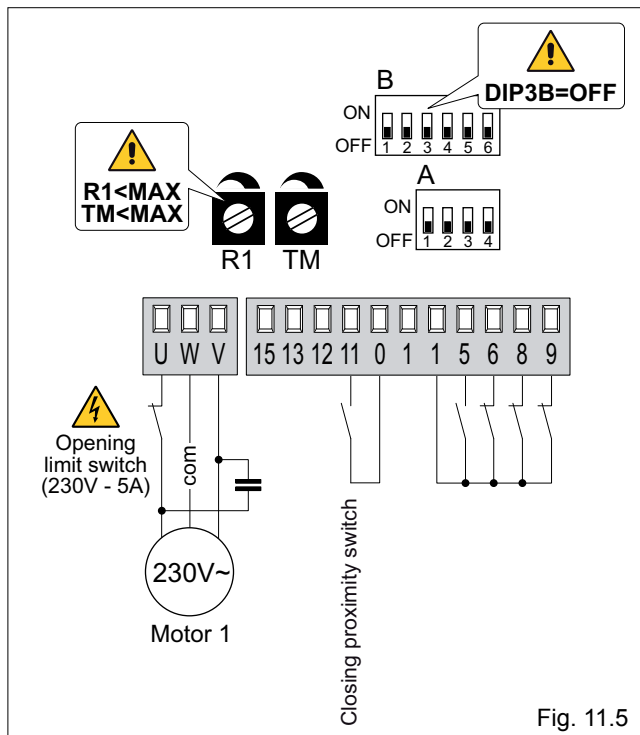 B
DIP3B=OFF
ON
OFF 1 2 3 4 5 6
R1<MAX
TM<MAX
A
ON
OFF 1 2 3 4
R1 TM
U W V 15 13 12 11 0 1 1 5 6 8 9
Opening
limit switch
(230V - 5A)
com
Closing proximity switch
230V~
Motor 1
Fig. 11.5